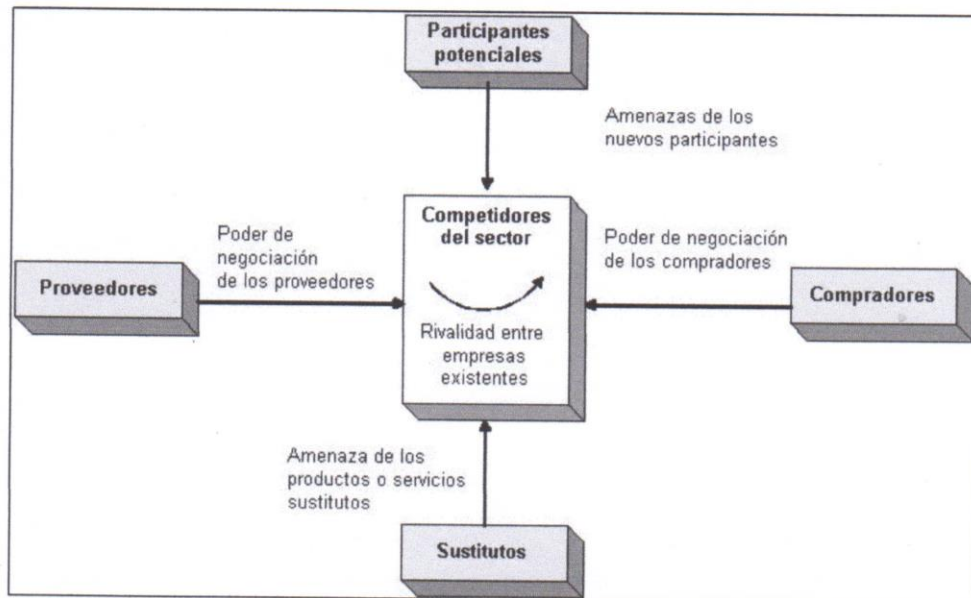 Participantes
potenciales
Amenazas de los
nuevos participantes
Competidores
del sector
Poder de
negociación
de los proveedores
Poder de negociación
de los compradores
Proveedores
Compradores
Rivalidad entre
empresas
existentes
Amenaza de los
productos o servicios
sustitutos
Sustitutos